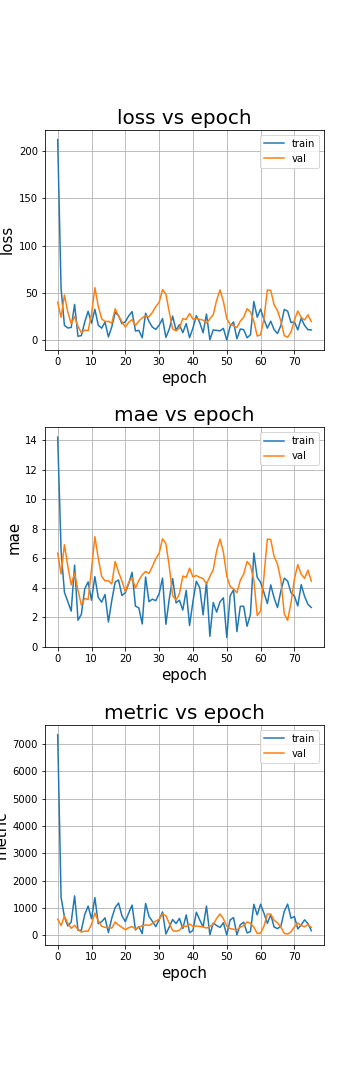 loss vs epoch
train
val
200
150
100
50
0
loss
0 10 20 30 40 50 60 70
epoch
mae vs epoch
train
val
14
12
10
8
6
4
2
0
mae
0 10 20 30 40 50 60 70
epoch
metric vs epoch
train
val
7000
6000
5000
4000
3000
2000
1000
0
metric
0 10 20 30 40 50 60 70
epoch